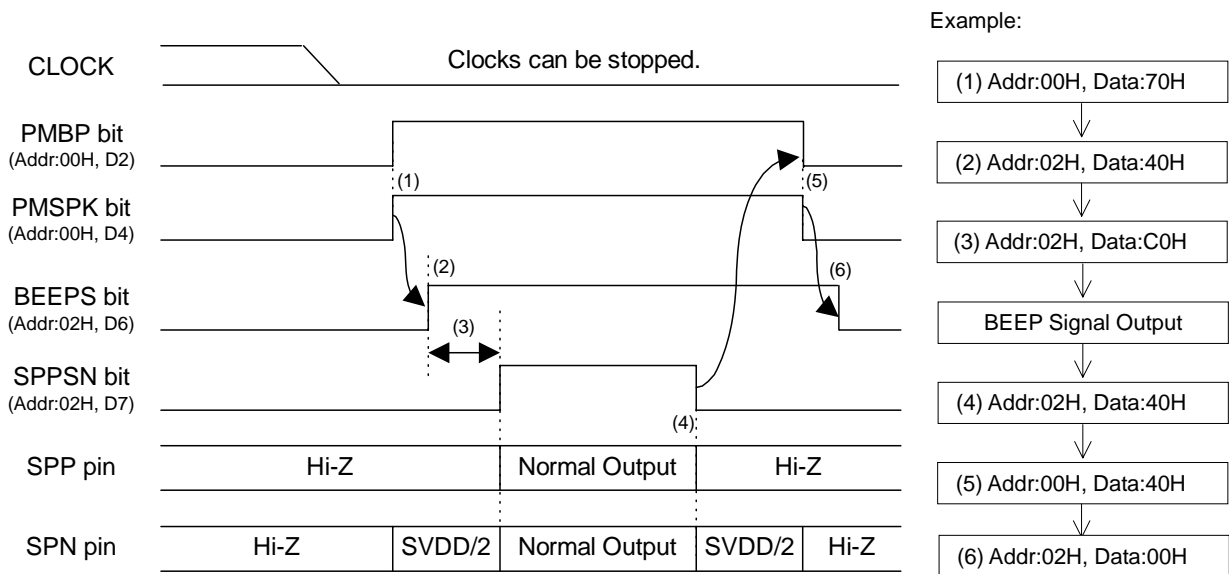 Example:
CLOCK
Clocks can be stopped.
(1) Addr:00H, Data:70H
PMBP bit
(Addr:00H, D2)
(2) Addr:02H, Data:40H
(1)
(5)
PMSPK bit
(Addr:00H, D4)
(3) Addr:02H, Data:C0H
(2)
(6)
BEEPS bit
(Addr:02H, D6)
(3)
BEEP Signal Output
SPPSN bit
(Addr:02H, D7)
(4)
(4) Addr:02H, Data:40H
SPP pin
Hi-Z
Normal Output
Hi-Z
(5) Addr:00H, Data:40H
SPN pin
Hi-Z
SVDD/2
Normal Output
SVDD/2
Hi-Z
(6) Addr:02H, Data:00H